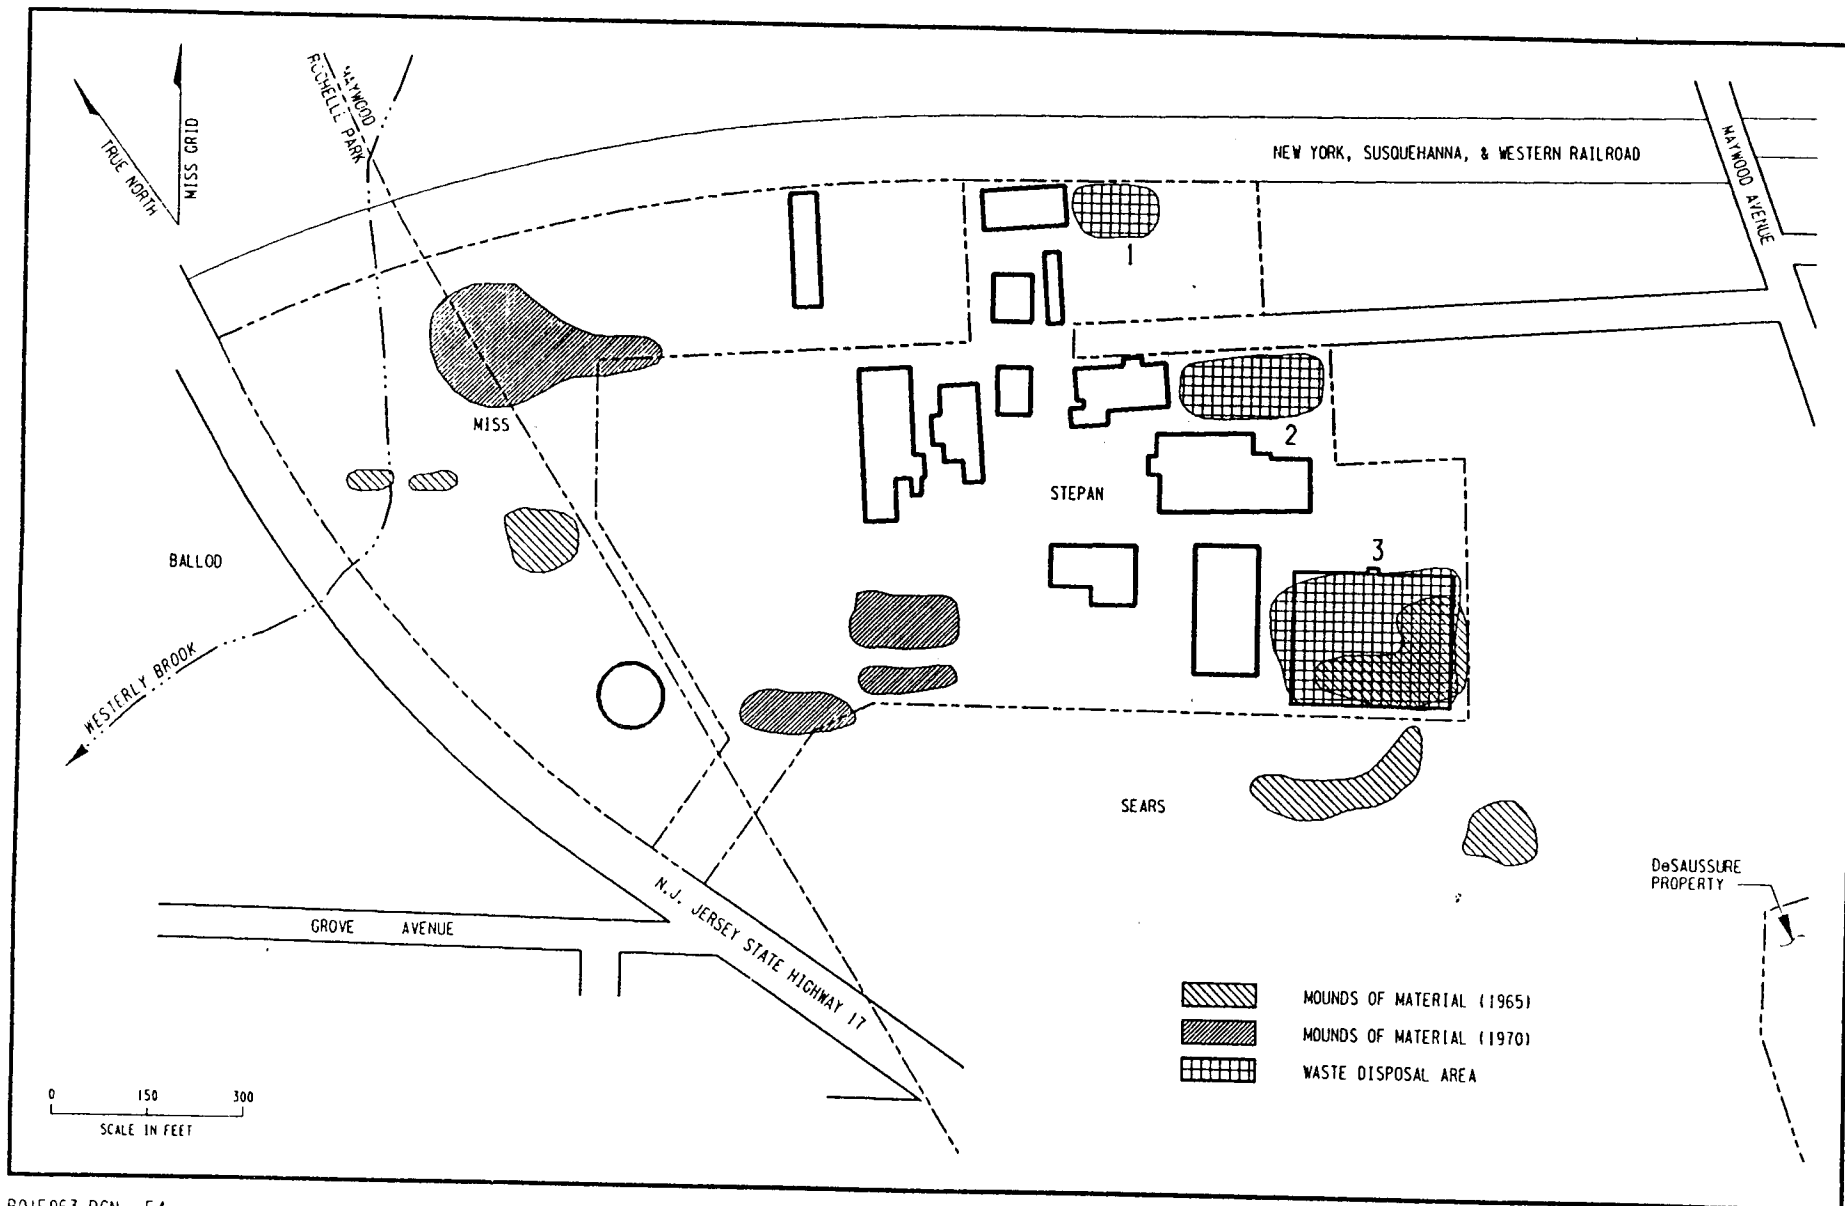 MAYWOOD
ROCHELLE PARK
MISS GRID
TRUE NORTH
NEW YORK, SUSQUEHANNA, & WESTERN RAILROAD
MAYWOOD AVENUE
1
MISS
2
STEPAN
3
BALLOD
WESTERLY BROOK
SEARS
DeSAUSSURE
PROPERTY
GROVE AVENUE
N.J. JERSEY STATE HIGHWAY 17
MOUNDS OF MATERIAL (1965)
MOUNDS OF MATERIAL (1970)
WASTE DISPOSAL AREA
0 150 300
SCALE IN FEET